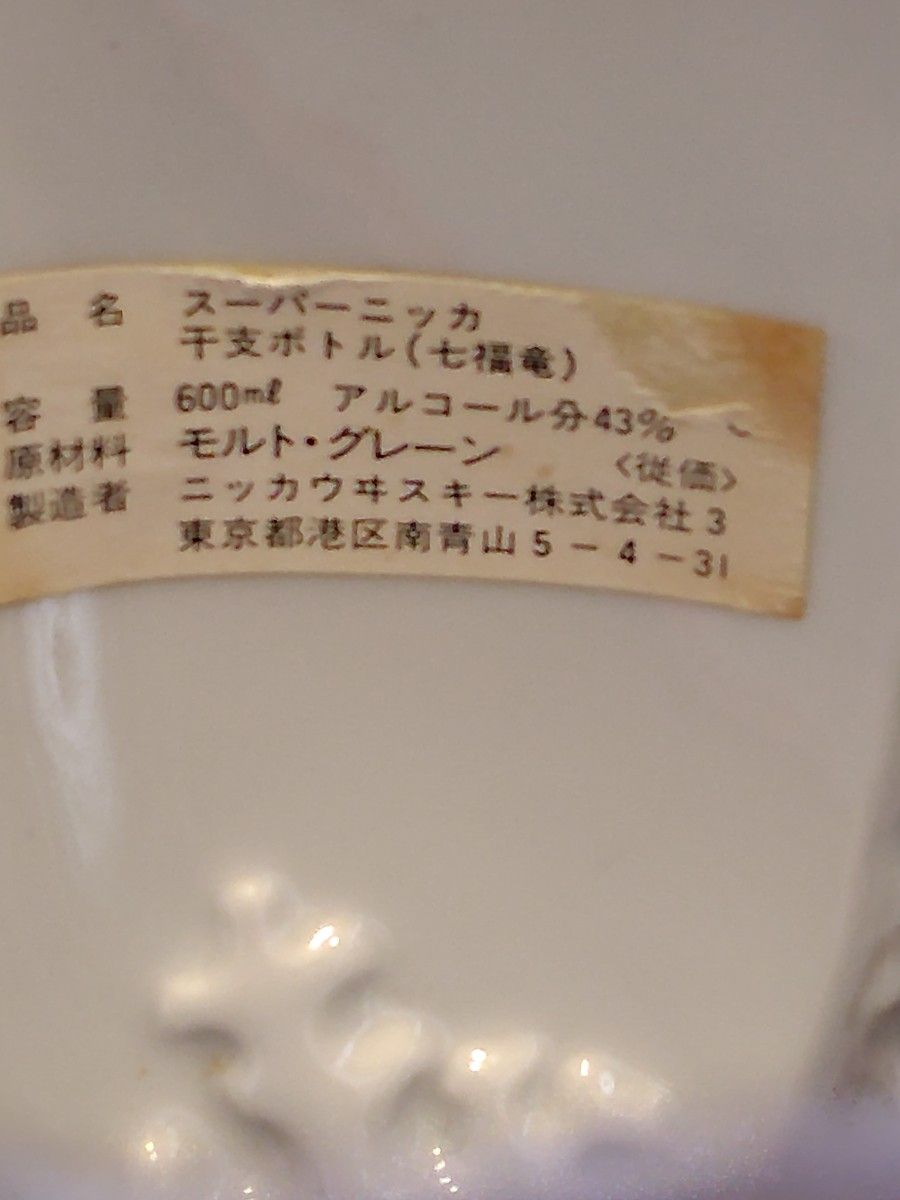 品 名 スーパーニッカ
干支ボトル(七福竜)
容 量 600mℓ アルコール分43%
原材料 モルト・グレーン <従価>
製造者 ニッカウヰスキー株式会社 3
東京都港区南青山5-4-31